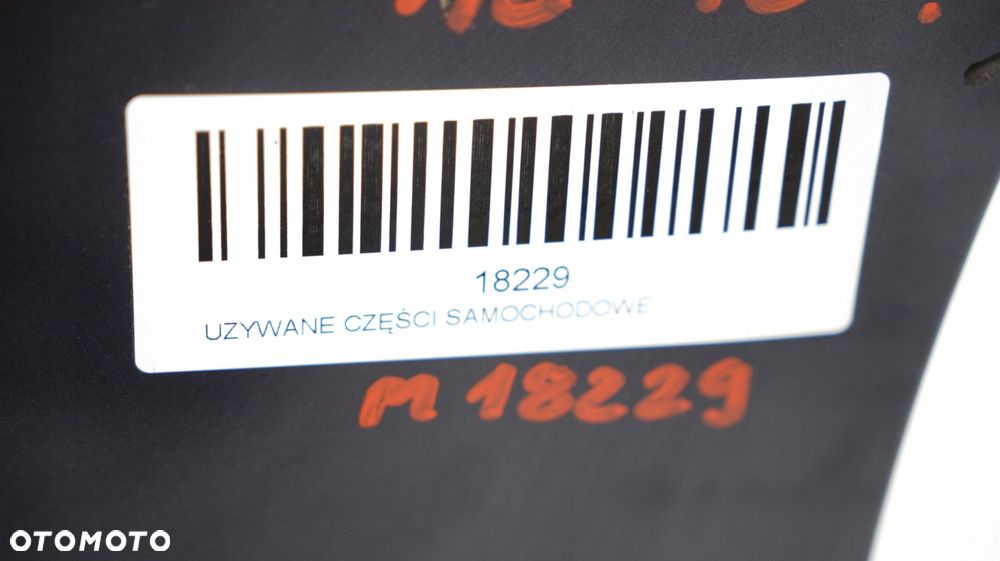 18229
UZYWANE CZĘŚCI SAMOCHODOWE
M 18229
OTOMOTO